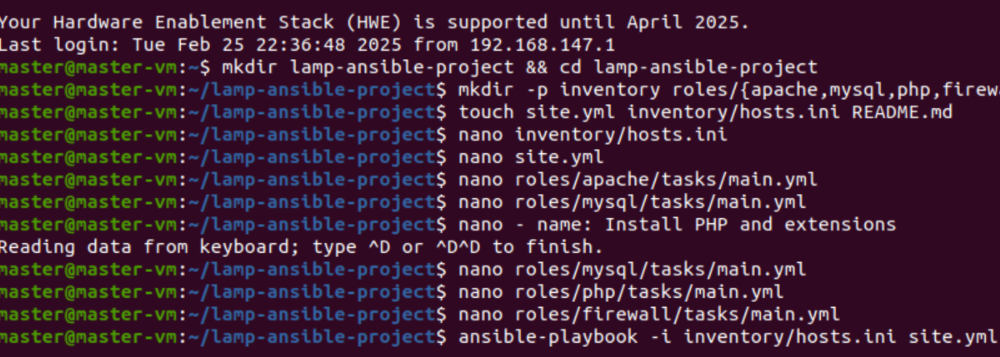 Your Hardware Enablement Stack (HWE) is supported until April 2025.
Last login: Tue Feb 25 22:36:48 2025 from 192.168.147.1
master@master-vm:~$ mkdir lamp-ansible-project && cd lamp-ansible-project
master@master-vm:~/lamp-ansible-project$ mkdir -p inventory roles/{apache,mysql,php,firewa
master@master-vm:~/lamp-ansible-project$ touch site.yml inventory/hosts.ini README.md
master@master-vm:~/lamp-ansible-project$ nano inventory/hosts.ini
master@master-vm:~/lamp-ansible-project$ nano site.yml
master@master-vm:~/lamp-ansible-project$ nano roles/apache/tasks/main.yml
master@master-vm:~/lamp-ansible-project$ nano roles/mysql/tasks/main.yml
master@master-vm:~/lamp-ansible-project$ nano - name: Install PHP and extensions
Reading data from keyboard; type ^D or ^D^D to finish.
master@master-vm:~/lamp-ansible-project$ nano roles/mysql/tasks/main.yml
master@master-vm:~/lamp-ansible-project$ nano roles/php/tasks/main.yml
master@master-vm:~/lamp-ansible-project$ nano roles/firewall/tasks/main.yml
master@master-vm:~/lamp-ansible-project$ ansible-playbook -i inventory/hosts.ini site.yml